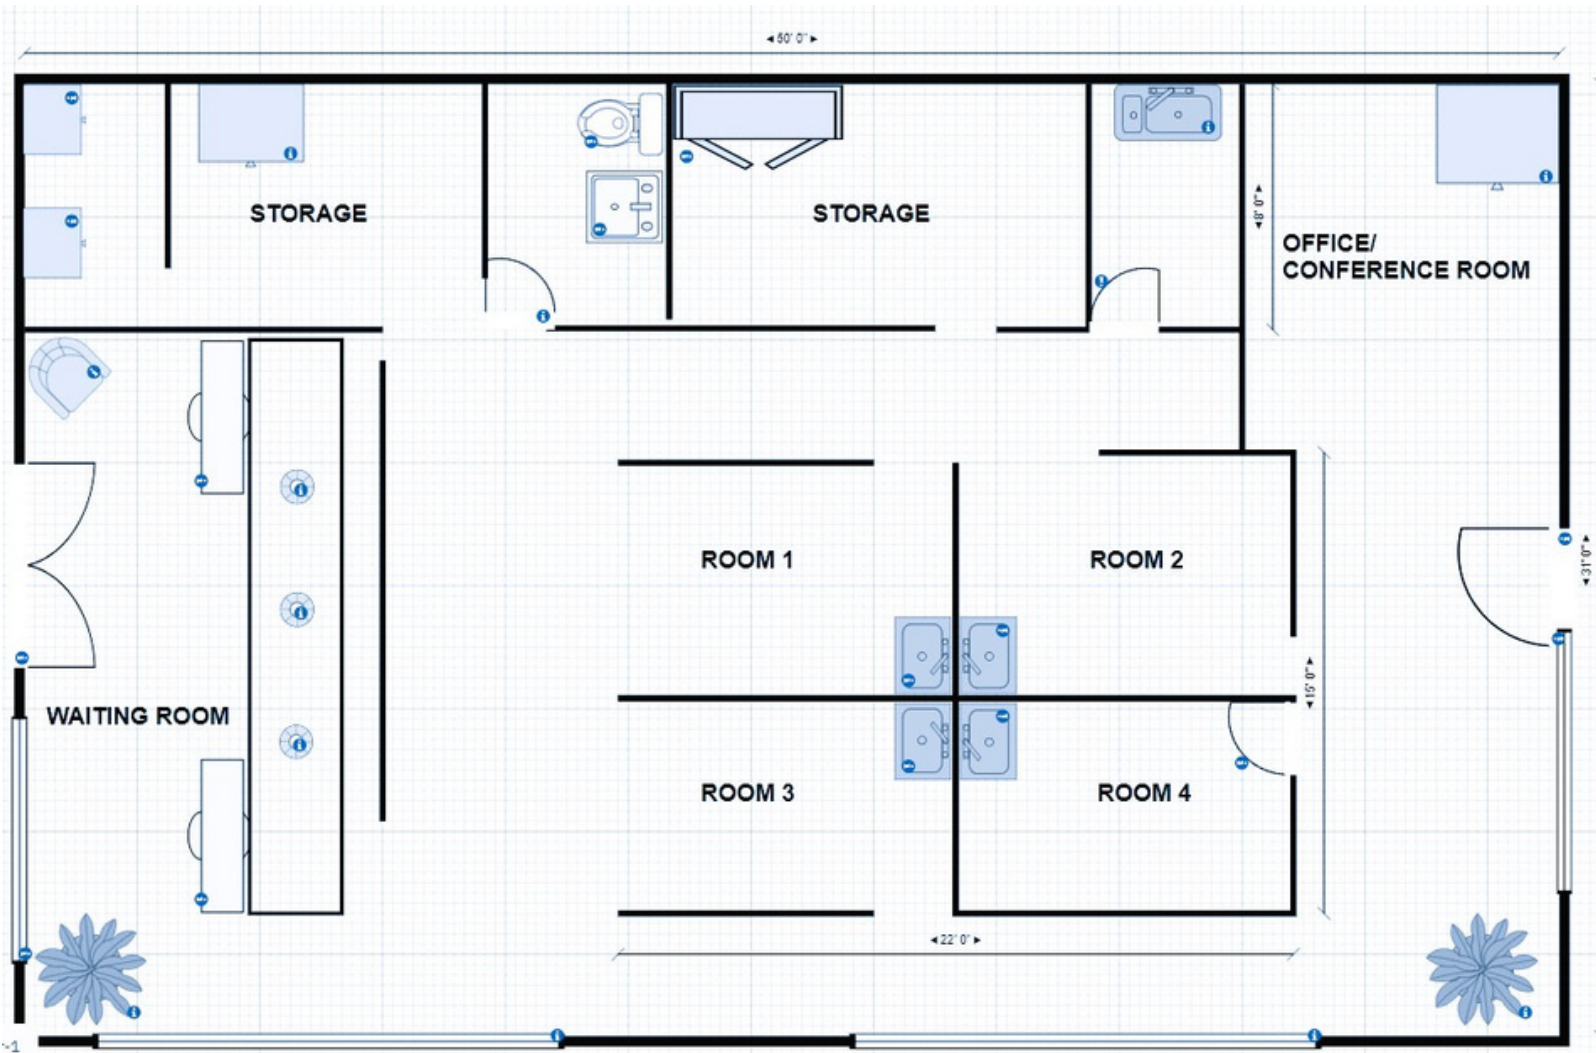 50' 0"
STORAGE
STORAGE
8' 0"
OFFICE/
CONFERENCE ROOM
ROOM 1
ROOM 2
31' 0"
15' 0"
WAITING ROOM
ROOM 3
ROOM 4
22' 0"